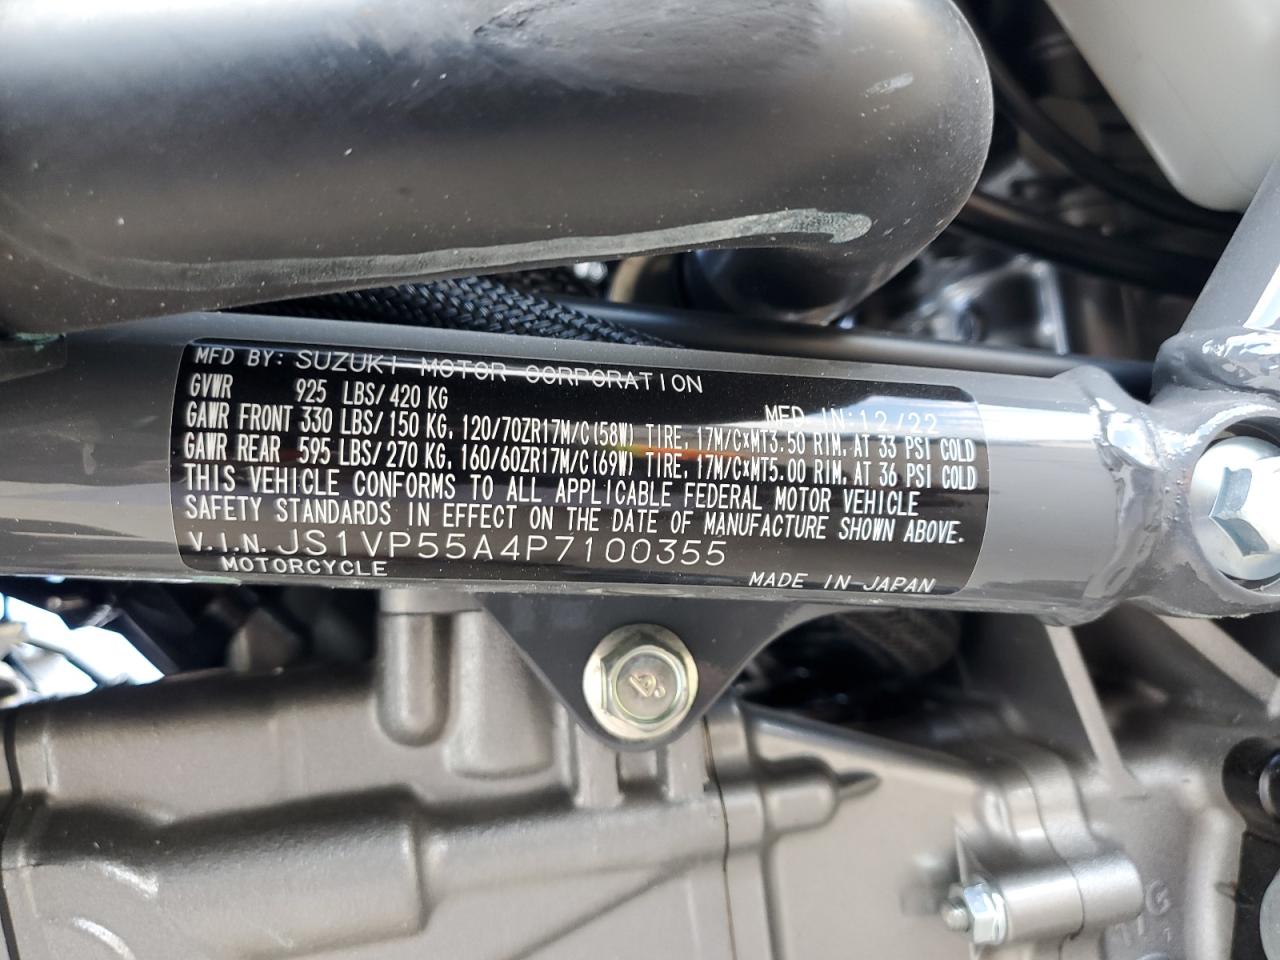 MFD BY: SUZUKI MOTOR CORPORATION
GVWR 925 LBS/420 KG MFD IN:12/22
GAWR FRONT 330 LBS/150 KG, 120/70ZR17M/C(58W) TIRE, 17M/C×MT3.50 RIM, AT 33 PSI COLD
GAWR REAR 595 LBS/270 KG, 160/60ZR17M/C(69W) TIRE, 17M/C×MT5.00 RIM, AT 36 PSI COLD
THIS VEHICLE CONFORMS TO ALL APPLICABLE FEDERAL MOTOR VEHICLE
SAFETY STANDARDS IN EFFECT ON THE DATE OF MANUFACTURE SHOWN ABOVE.
V.I.N. JS1VP55A4P7100355
MOTORCYCLE MADE IN JAPAN